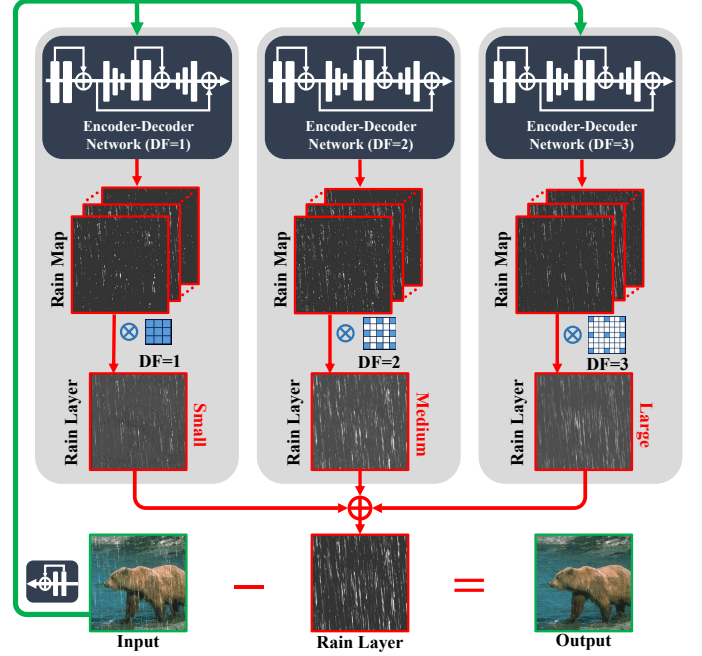 Encoder-Decoder
Network (DF=1)
Encoder-Decoder
Network (DF=2)
Encoder-Decoder
Network (DF=3)
Rain Map
Rain Map
Rain Map
DF=1
DF=2
DF=3
Rain Layer
Small
Rain Layer
Medium
Rain Layer
Large
Input
Rain Layer
Output